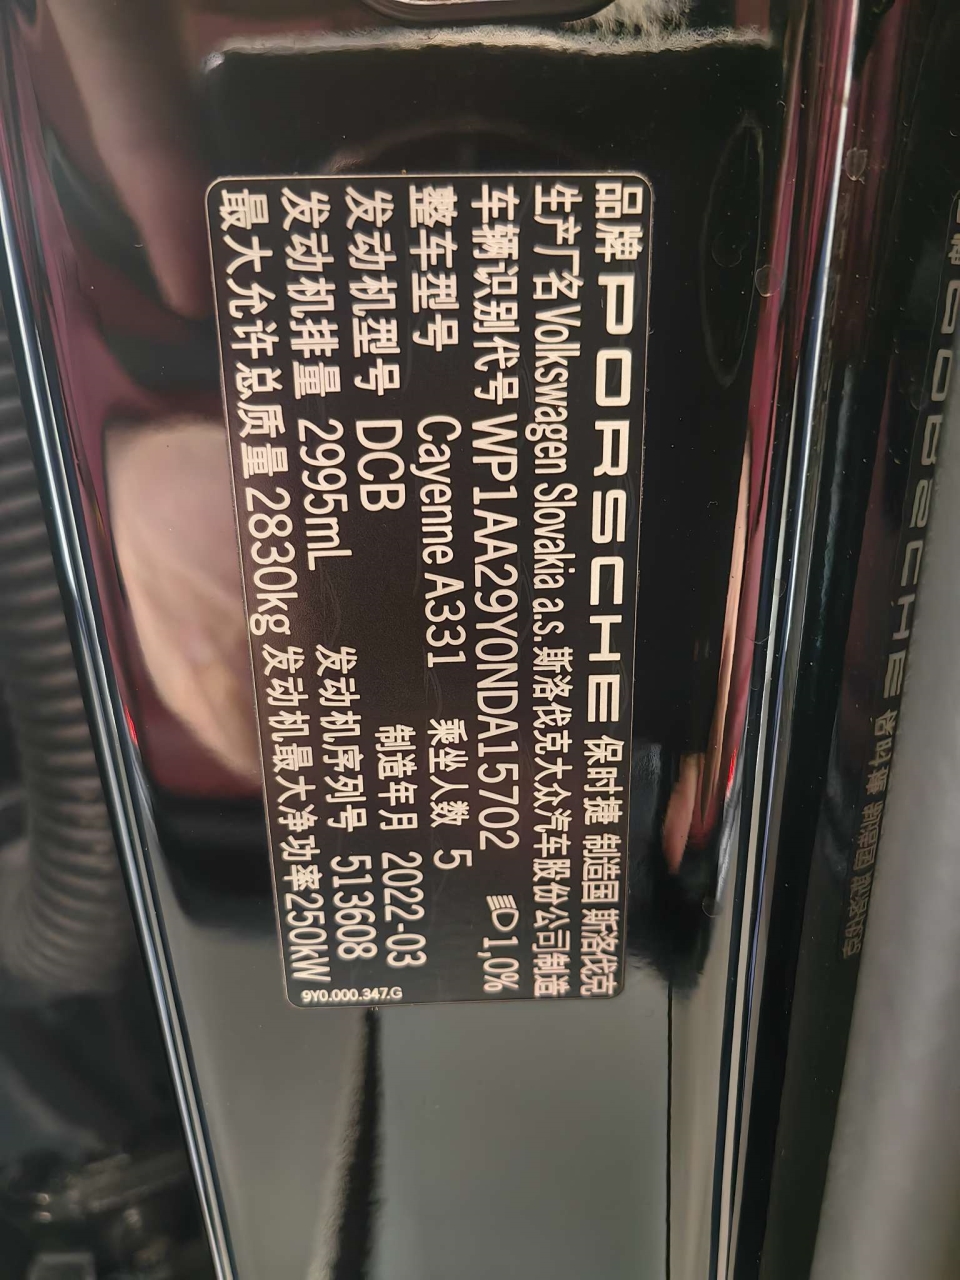 品牌 PORSCHE 保时捷 制造国 斯洛伐克
生产厂名 Volkswagen Slovakia a.s. 斯洛伐克大众汽车股份公司制造
车辆识别代号 WP1AA29Y0NDA15702 1,0%
整车型号 Cayenne A331 乘坐人数 5
发动机型号 DCB 制造年月 2022-03
发动机排量 2995mL 发动机序列号 513608
最大允许总质量 2830kg 发动机最大净功率250kW
9Y0.000.347.G